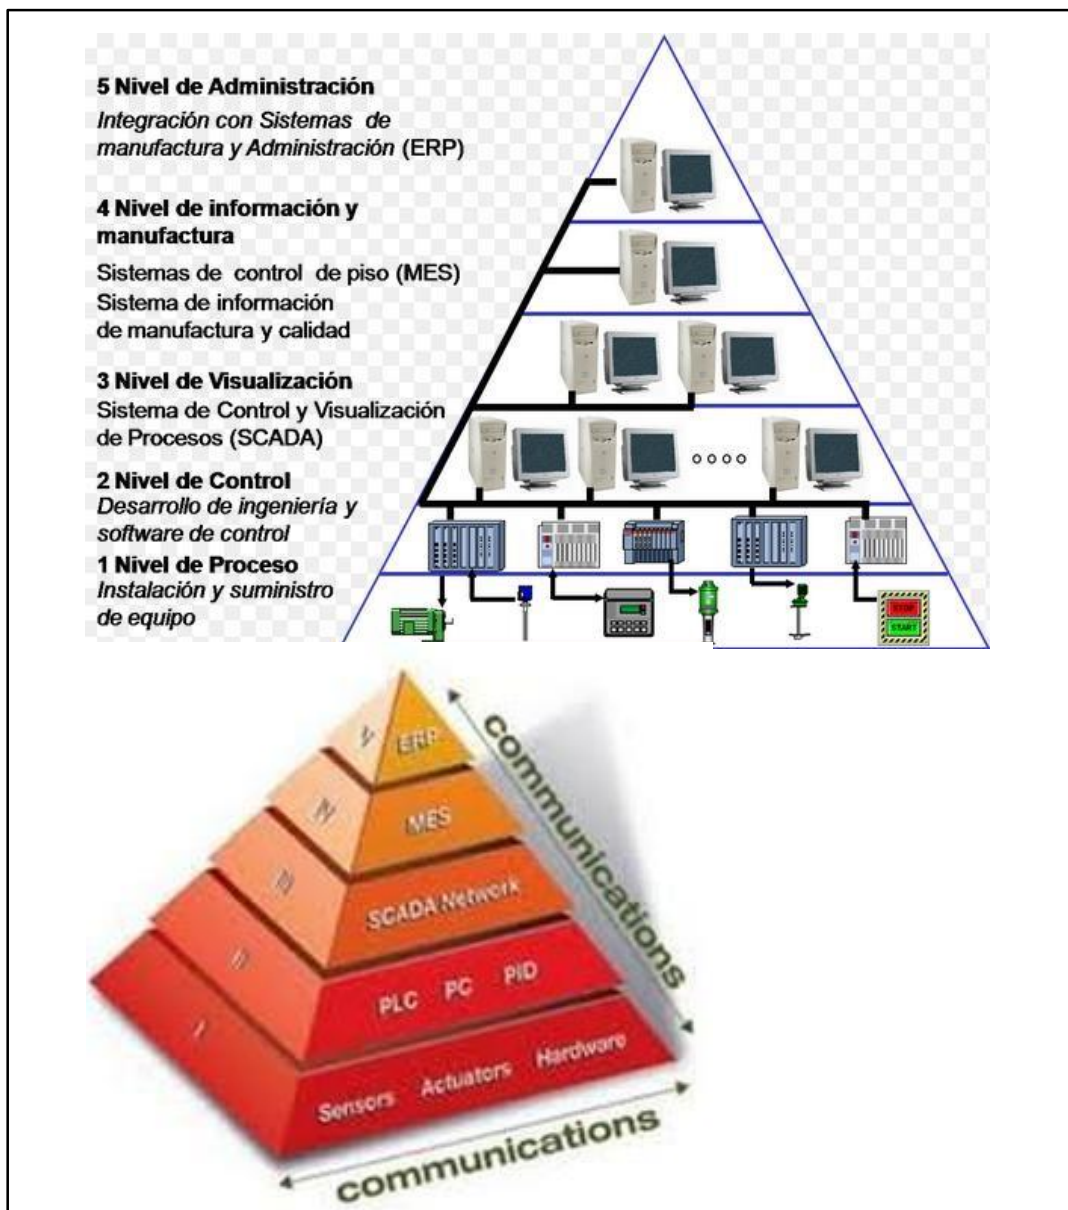 5 Nivel de Administración
Integración con Sistemas de
manufactura y Administración (ERP)
4 Nivel de información y
manufactura
Sistemas de control de piso (MES)
Sistema de información
de manufactura y calidad
3 Nivel de Visualización
Sistema de Control y Visualización
de Procesos (SCADA)
2 Nivel de Control
Desarrollo de ingeniería y
software de control
1 Nivel de Proceso
Instalación y suministro
de equipo
STOP
START
V ERP
IV MES
III SCADA Network
II PLC PC PID
I Sensors Actuators Hardware
communications
communications